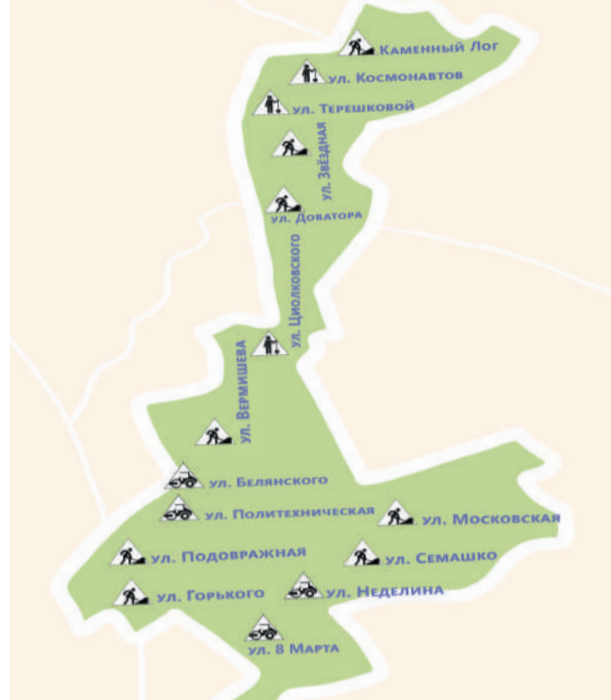 Каменный Лог
ул. Космонавтов
ул. Терешковой
ул. Звёздная
ул. Доватора
ул. Циолковского
ул. Вермишева
ул. Белянского
ул. Политехническая
ул. Московская
ул. Подовражная
ул. Семашко
ул. Горького
ул. Неделина
ул. 8 Марта